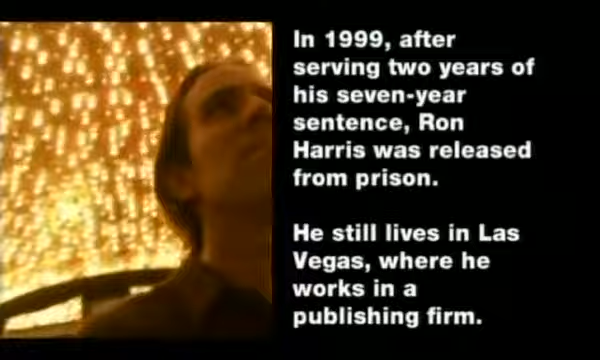 In 1999, after
serving two years of
his seven-year
sentence, Ron
Harris was released
from prison.
He still lives in Las
Vegas, where he
works in a
publishing firm.